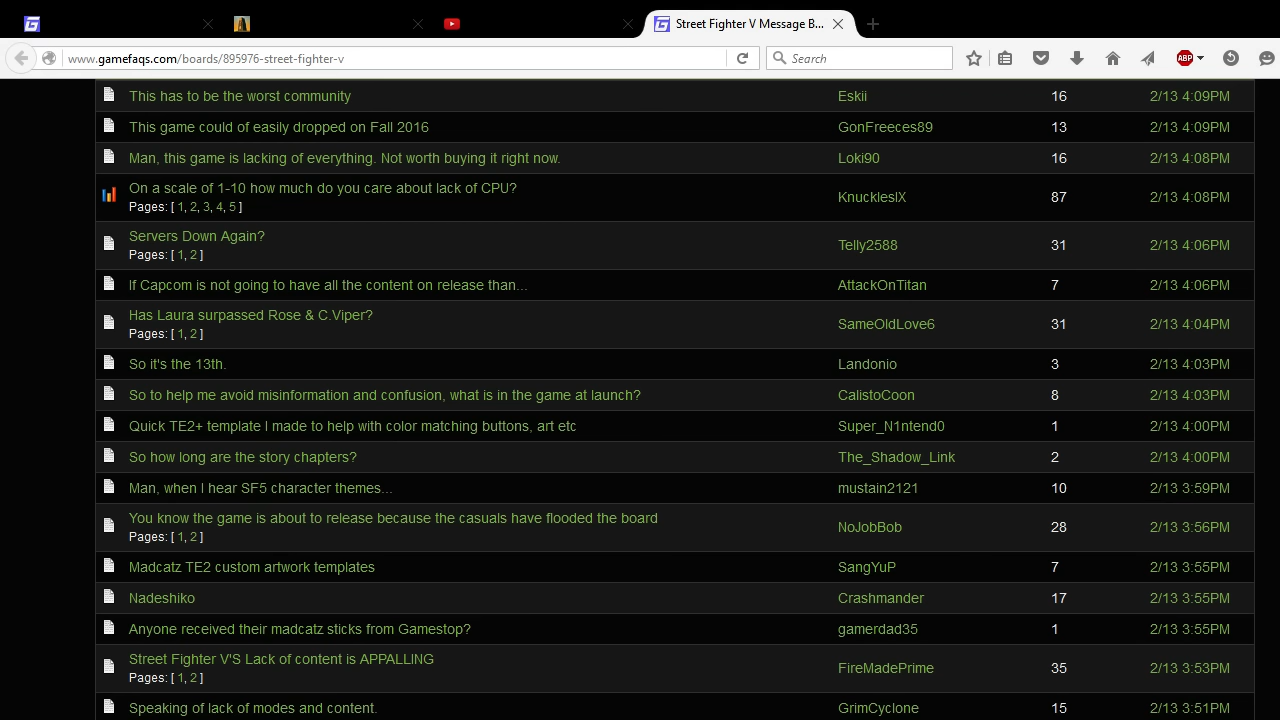 Street Fighter V Message B...
www.gamefaqs.com/boards/895976-street-fighter-v
Search
ABP
This has to be the worst community Eskii 16 2/13 4:09PM
This game could of easily dropped on Fall 2016 GonFreeces89 13 2/13 4:09PM
Man, this game is lacking of everything. Not worth buying it right now. Loki90 16 2/13 4:08PM
On a scale of 1-10 how much do you care about lack of CPU? KnucklesIX 87 2/13 4:08PM
Pages: [ 1, 2, 3, 4, 5 ]
Servers Down Again? Telly2588 31 2/13 4:06PM
Pages: [ 1, 2 ]
If Capcom is not going to have all the content on release than... AttackOnTitan 7 2/13 4:06PM
Has Laura surpassed Rose & C.Viper? SameOldLove6 31 2/13 4:04PM
Pages: [ 1, 2 ]
So it's the 13th. Landonio 3 2/13 4:03PM
So to help me avoid misinformation and confusion, what is in the game at launch? CalistoCoon 8 2/13 4:03PM
Quick TE2+ template I made to help with color matching buttons, art etc Super_N1ntend0 1 2/13 4:00PM
So how long are the story chapters? The_Shadow_Link 2 2/13 4:00PM
Man, when I hear SF5 character themes... mustain2121 10 2/13 3:59PM
You know the game is about to release because the casuals have flooded the board NoJobBob 28 2/13 3:56PM
Pages: [ 1, 2 ]
Madcatz TE2 custom artwork templates SangYuP 7 2/13 3:55PM
Nadeshiko Crashmander 17 2/13 3:55PM
Anyone received their madcatz sticks from Gamestop? gamerdad35 1 2/13 3:55PM
Street Fighter V'S Lack of content is APPALLING FireMadePrime 35 2/13 3:53PM
Pages: [ 1, 2 ]
Speaking of lack of modes and content. GrimCyclone 15 2/13 3:51PM